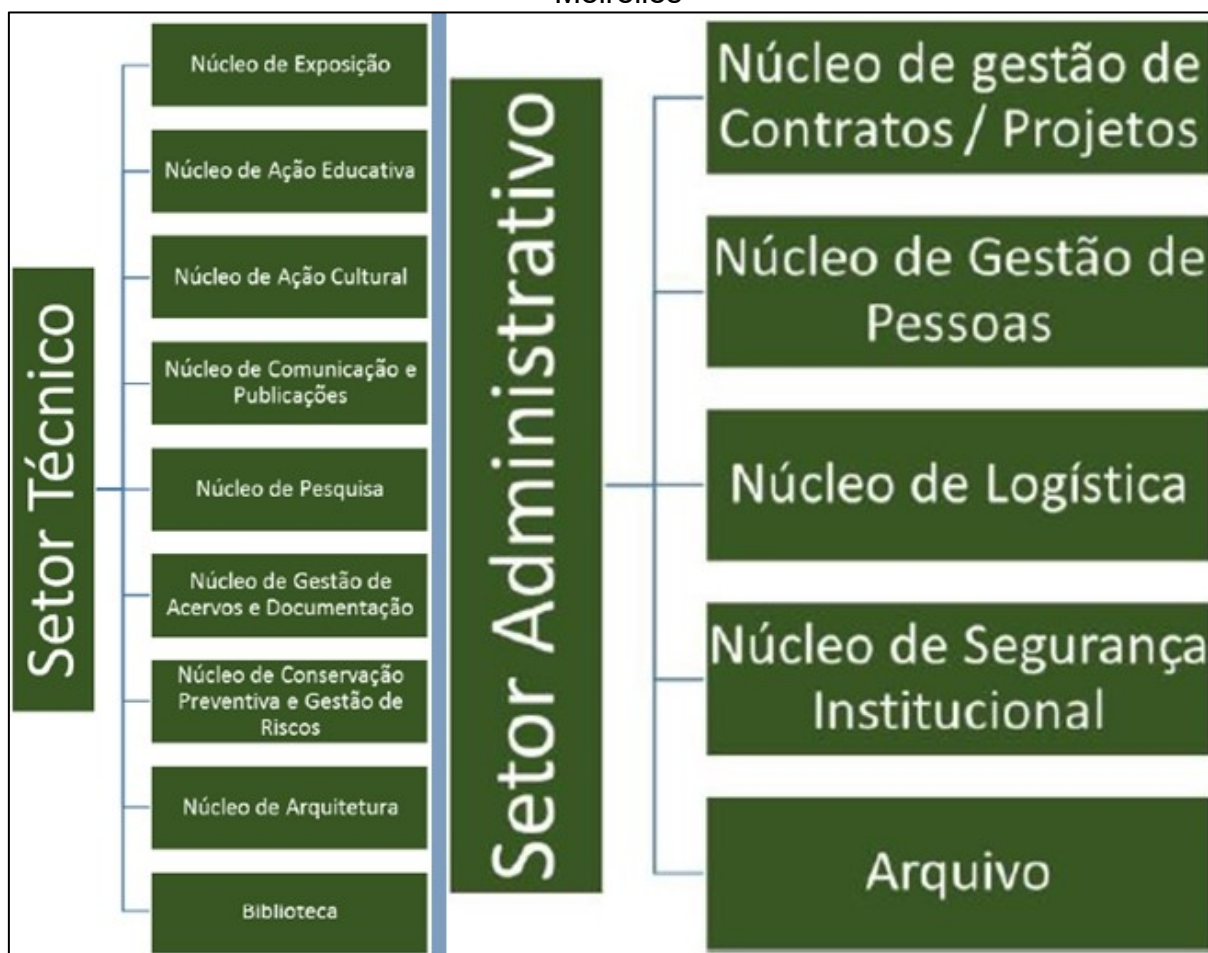 Setor Técnico
Núcleo de Exposição
Núcleo de Ação Educativa
Núcleo de Ação Cultural
Núcleo de Comunicação e
Publicações
Núcleo de Pesquisa
Núcleo de Gestão de
Acervos e Documentação
Núcleo de Conservação
Preventiva e Gestão de
Riscos
Núcleo de Arquitetura
Biblioteca
Setor Administrativo
Núcleo de gestão de
Contratos / Projetos
Núcleo de Gestão de
Pessoas
Núcleo de Logística
Núcleo de Segurança
Institucional
Arquivo